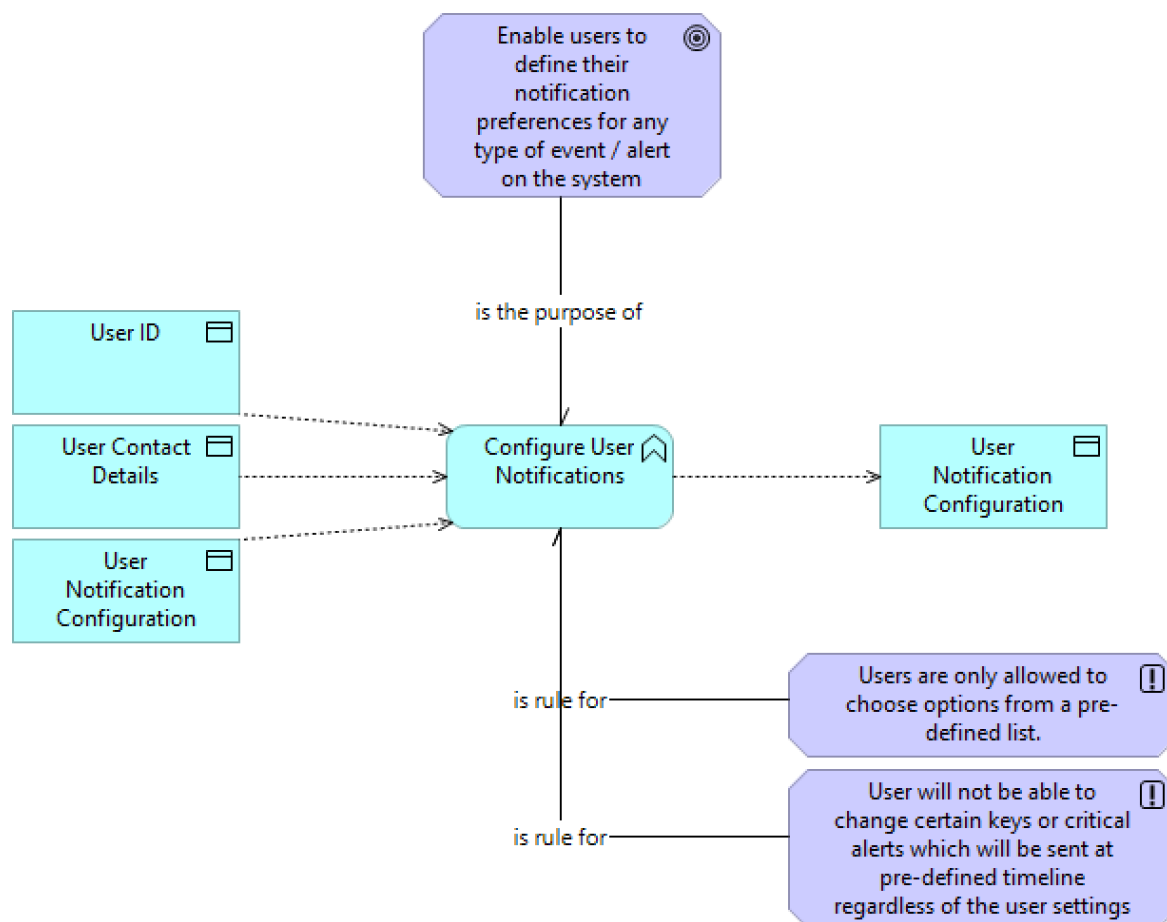 Enable users to
define their
notification
preferences for any
type of event / alert
on the system
is the purpose of
User ID
User Contact
Details
User
Notification
Configuration
Configure User
Notifications
User
Notification
Configuration
is rule for
Users are only allowed to
choose options from a pre-
defined list.
is rule for
User will not be able to
change certain keys or critical
alerts which will be sent at
pre-defined timeline
regardless of the user settings